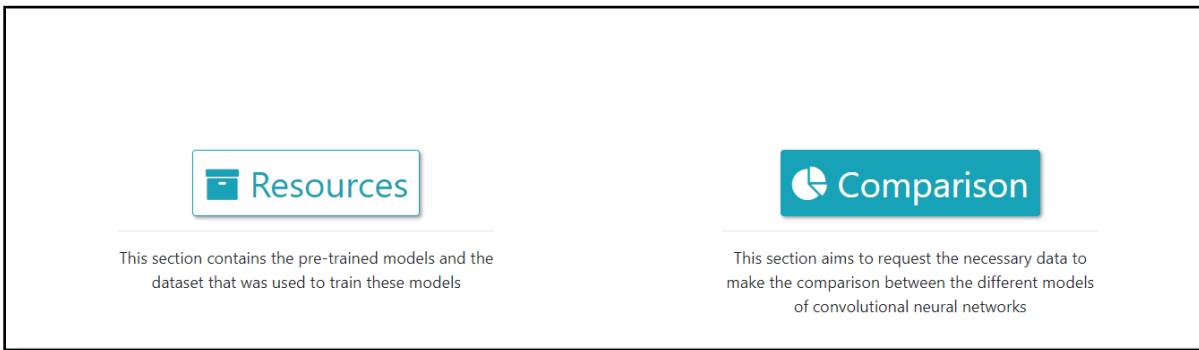 Resources
This section contains the pre-trained models and the
dataset that was used to train these models
Comparison
This section aims to request the necessary data to
make the comparison between the different models
of convolutional neural networks